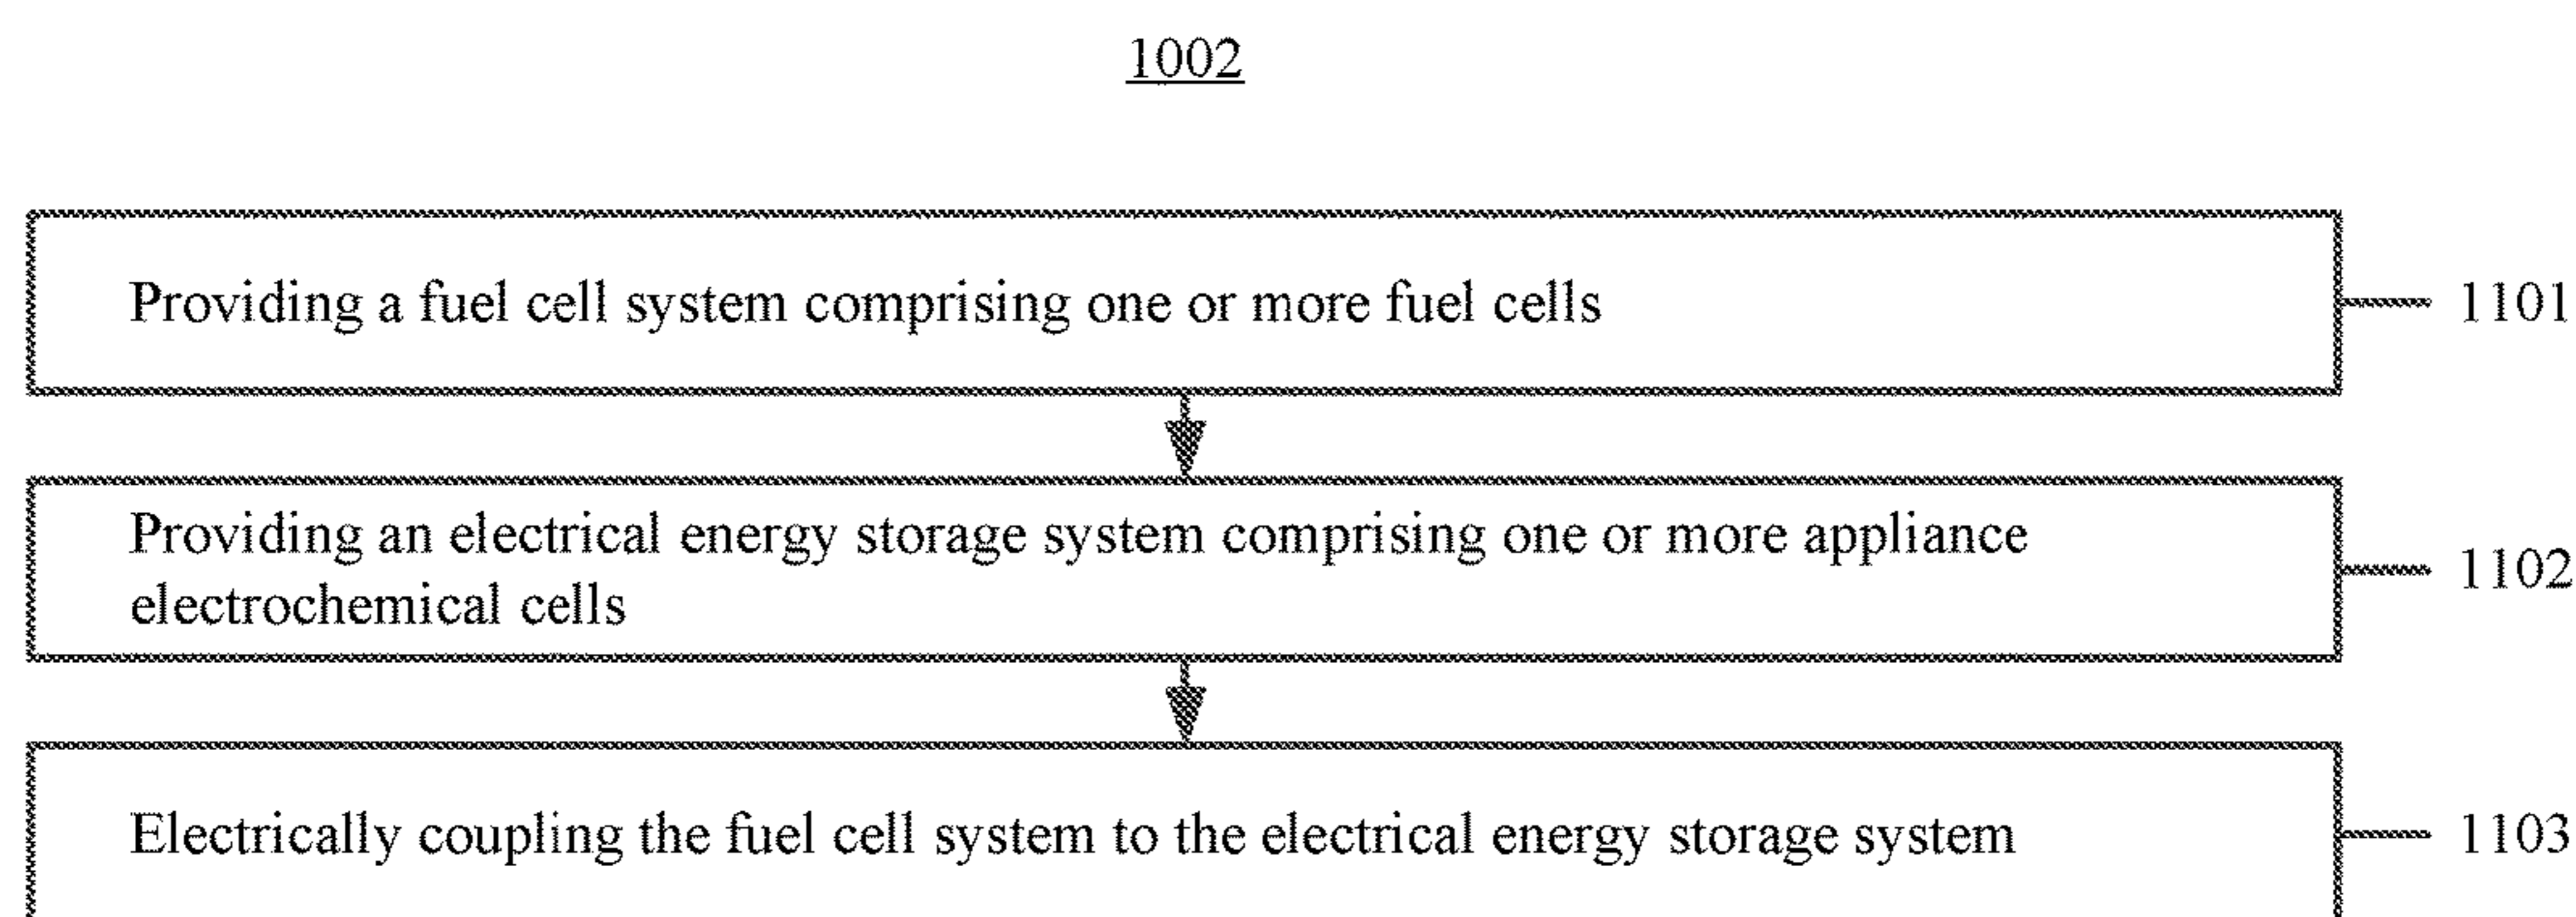 1002
Providing a fuel cell system comprising one or more fuel cells
1101
Providing an electrical energy storage system comprising one or more appliance
electrochemical cells
1102
Electrically coupling the fuel cell system to the electrical energy storage system
1103